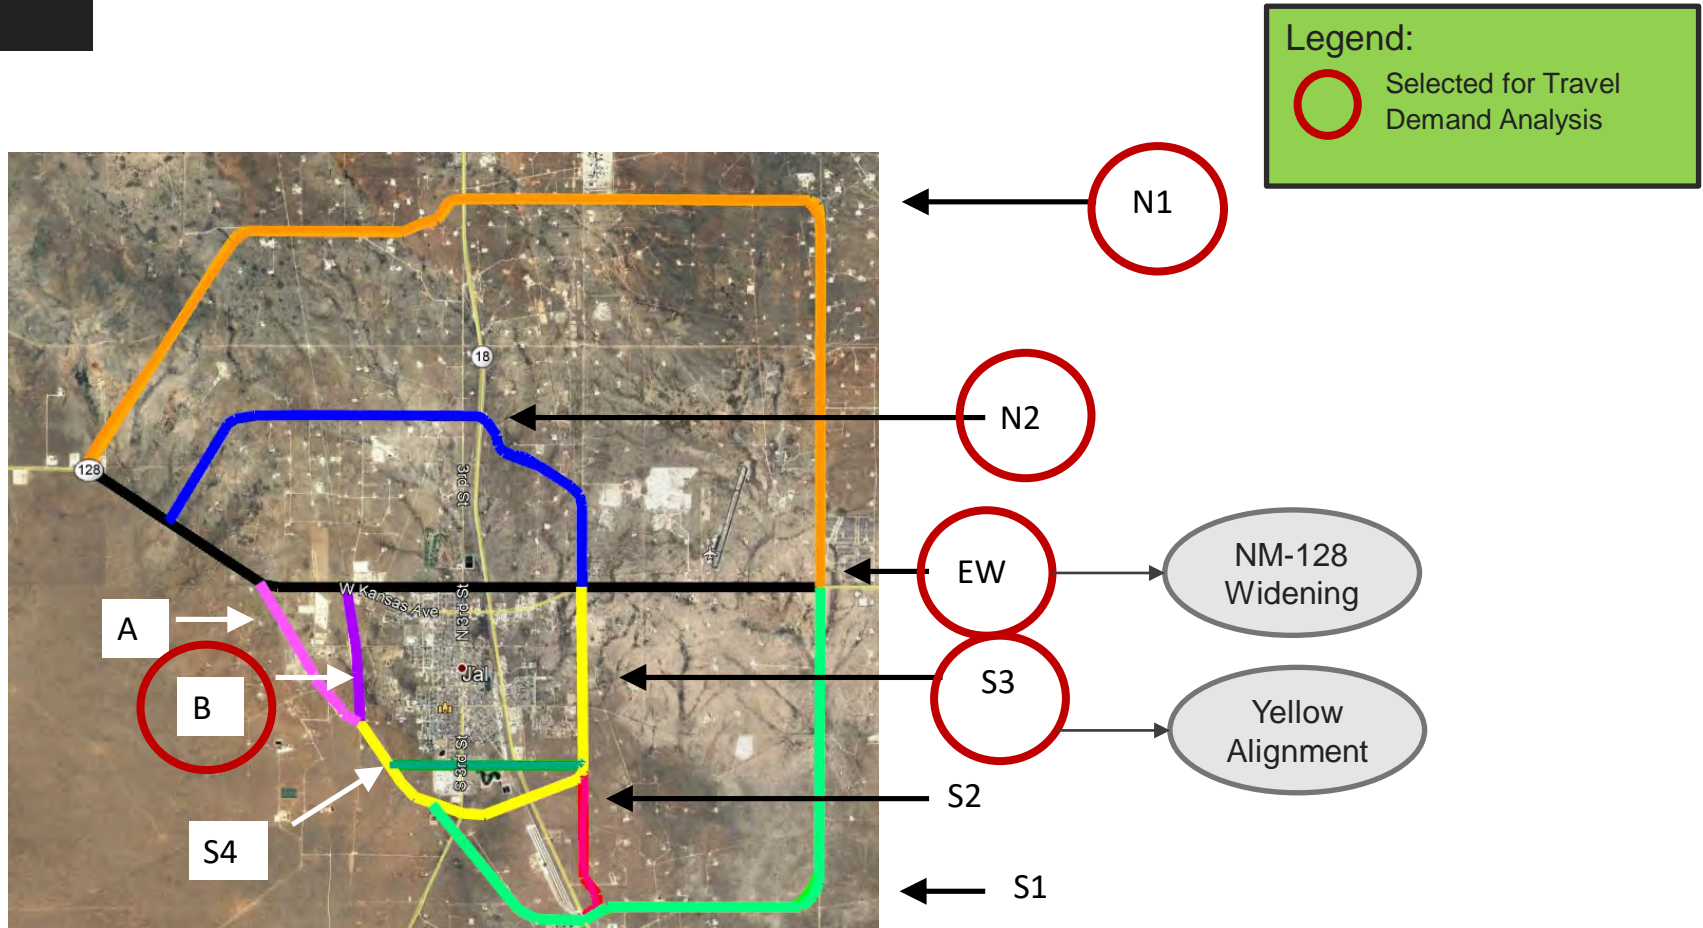 Legend:
Selected for Travel
Demand Analysis
N1
18
N2
128
3rd St
EW
NM-128
Widening
W Kansas Ave
N 3rd St
A
Jal
S3
B
Yellow
Alignment
S 3rd St
S2
S4
S1